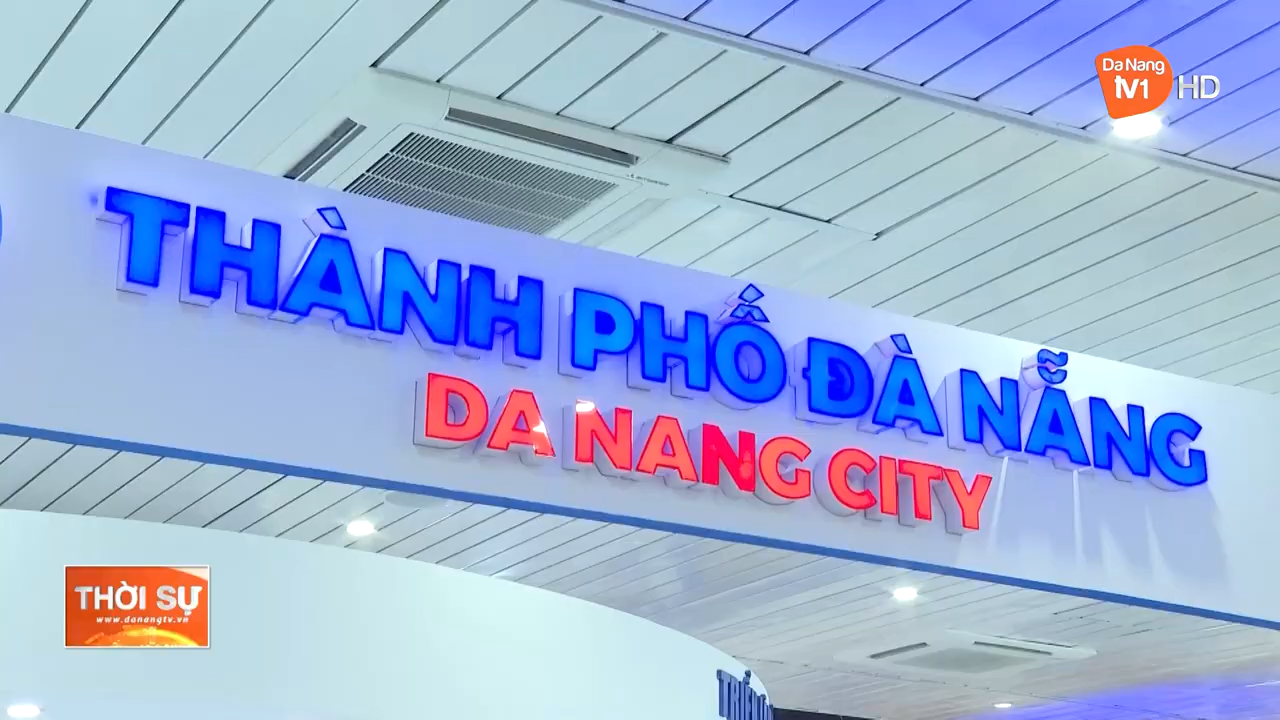 Da Nang
TV1 HD
THÀNH PHỐ ĐÀ NẴNG
DA NANG CITY
THỜI SỰ
www.danangtv.vn